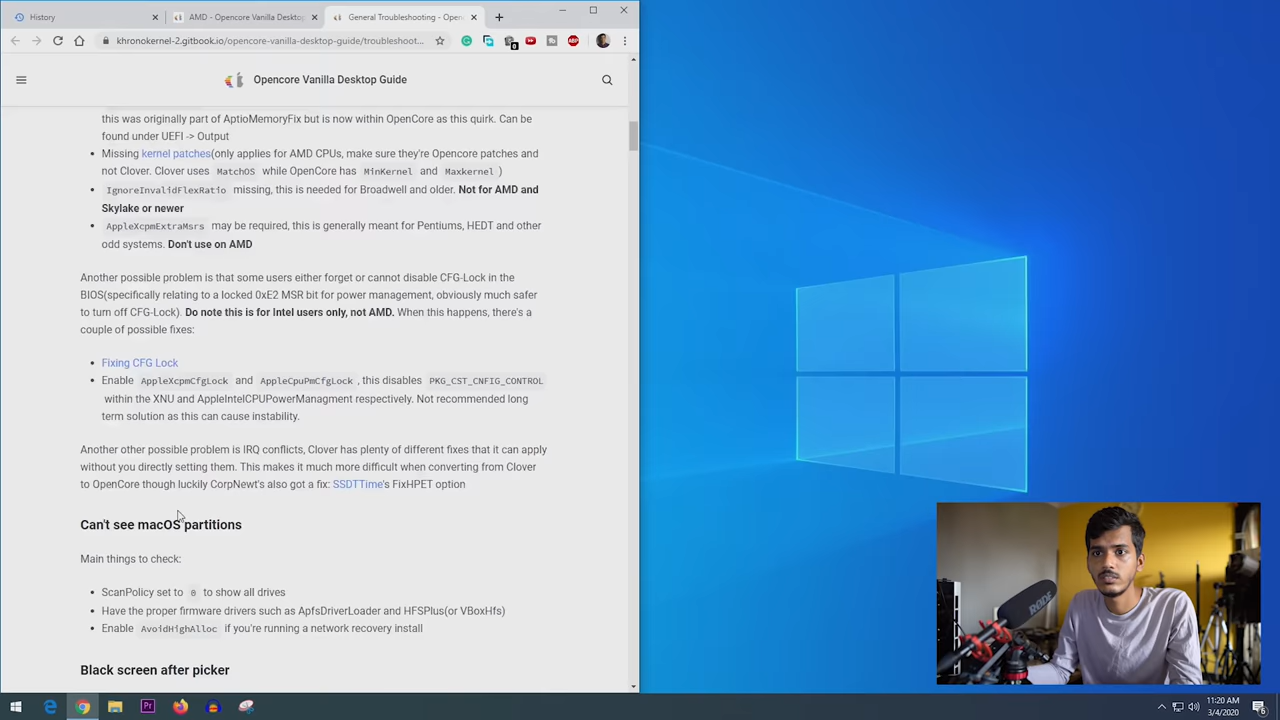 History
AMD - Opencore Vanilla Desktop
General Troubleshooting - Open
khronokernel-2.gitbook.io/opencore-vanilla-desktop-guide/troubleshoot...
Opencore Vanilla Desktop Guide
this was originally part of AptioMemoryFix but is now within OpenCore as this quirk. Can be
found under UEFI -> Output
Missing kernel patches(only applies for AMD CPUs, make sure they're Opencore patches and
not Clover. Clover uses MatchOS while OpenCore has MinKernel and Maxkernel )
IgnoreInvalidFlexRatio missing, this is needed for Broadwell and older. Not for AMD and
Skylake or newer
AppleXcpmExtraMsrs may be required, this is generally meant for Pentiums, HEDT and other
odd systems. Don't use on AMD
Another possible problem is that some users either forget or cannot disable CFG-Lock in the
BIOS(specifically relating to a locked 0xE2 MSR bit for power management, obviously much safer
to turn off CFG-Lock). Do note this is for Intel users only, not AMD. When this happens, there's a
couple of possible fixes:
Fixing CFG Lock
Enable AppleXcpmCfgLock and AppleCpuPmCfgLock , this disables PKG_CST_CNFIG_CONTROL
within the XNU and AppleIntelCPUPowerManagment respectively. Not recommended long
term solution as this can cause instability.
Another other possible problem is IRQ conflicts, Clover has plenty of different fixes that it can apply
without you directly setting them. This makes it much more difficult when converting from Clover
to OpenCore though luckily CorpNewt's also got a fix: SSDTTime's FixHPET option
Can't see macOS partitions
Main things to check:
ScanPolicy set to 0 to show all drives
Have the proper firmware drivers such as ApfsDriverLoader and HFSPlus(or VBoxHfs)
Enable AvoidHighAlloc if you're running a network recovery install
Black screen after picker
RODE
Pr
11:20 AM
3/4/2020